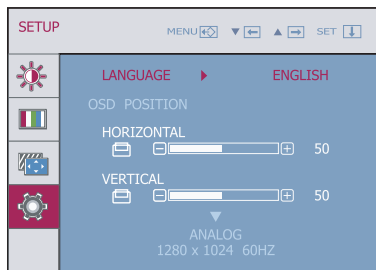 SETUP MENU SET
LANGUAGE ENGLISH
OSD POSITION
HORIZONTAL
50
VERTICAL
50
ANALOG
1280 x 1024 60HZ